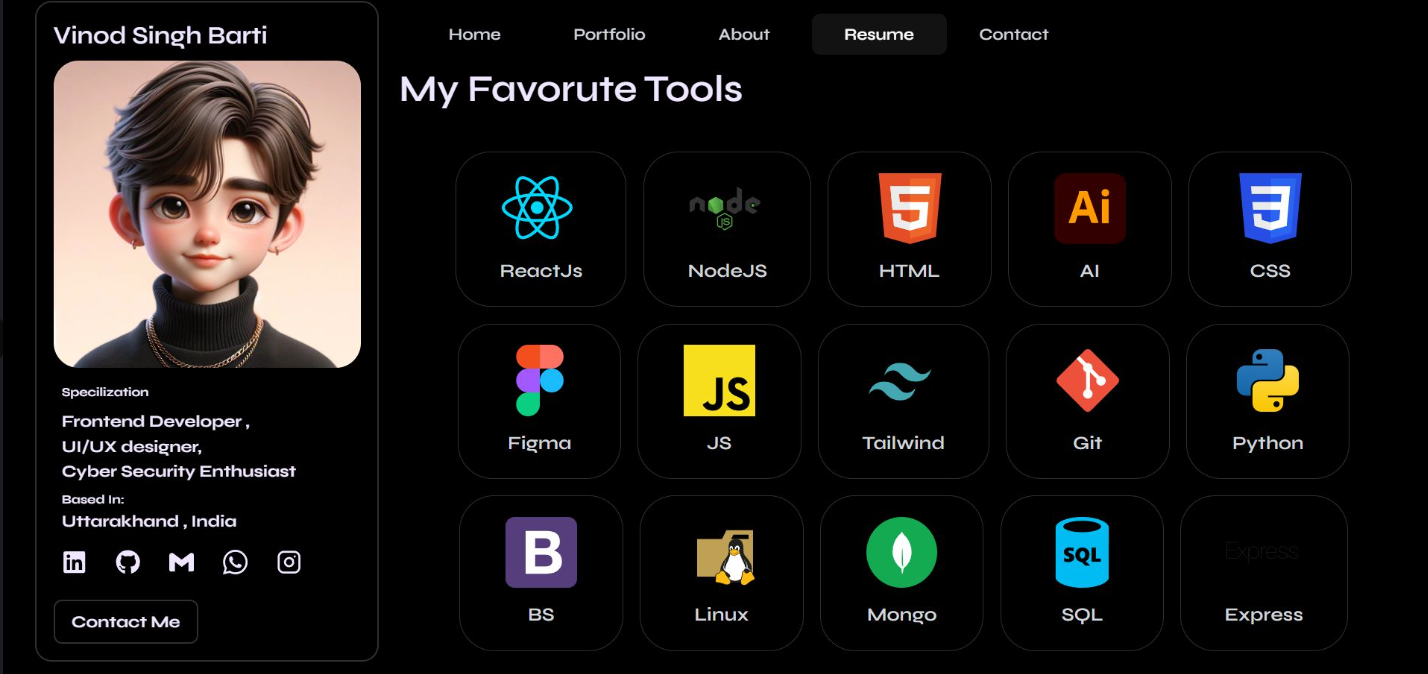 Vinod Singh Barti
Home Portfolio About Resume Contact
My Favorute Tools
node
JS
5
Ai
3
ReactJs NodeJS HTML AI CSS
JS
Figma JS Tailwind Git Python
Specilization
Frontend Developer ,
UI/UX designer,
Cyber Security Enthusiast
Based In:
Uttarakhand , India
in
Contact Me
B
SQL
Express
BS Linux Mongo SQL Express